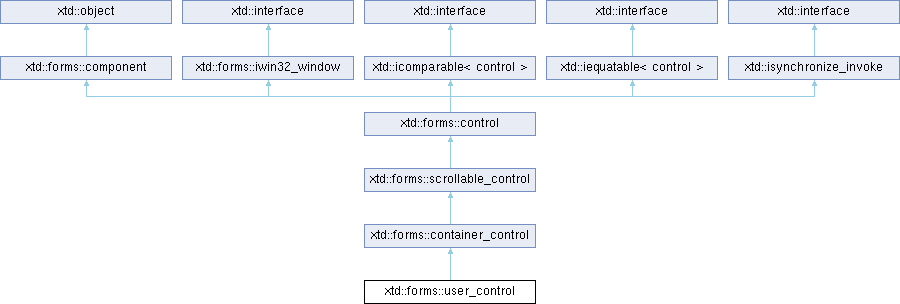 xtd::object
xtd::interface
xtd::interface
xtd::interface
xtd::interface
xtd::forms::component
xtd::forms::iwin32_window
xtd::icomparable< control >
xtd::iequatable< control >
xtd::isynchronize_invoke
xtd::forms::control
xtd::forms::scrollable_control
xtd::forms::container_control
xtd::forms::user_control